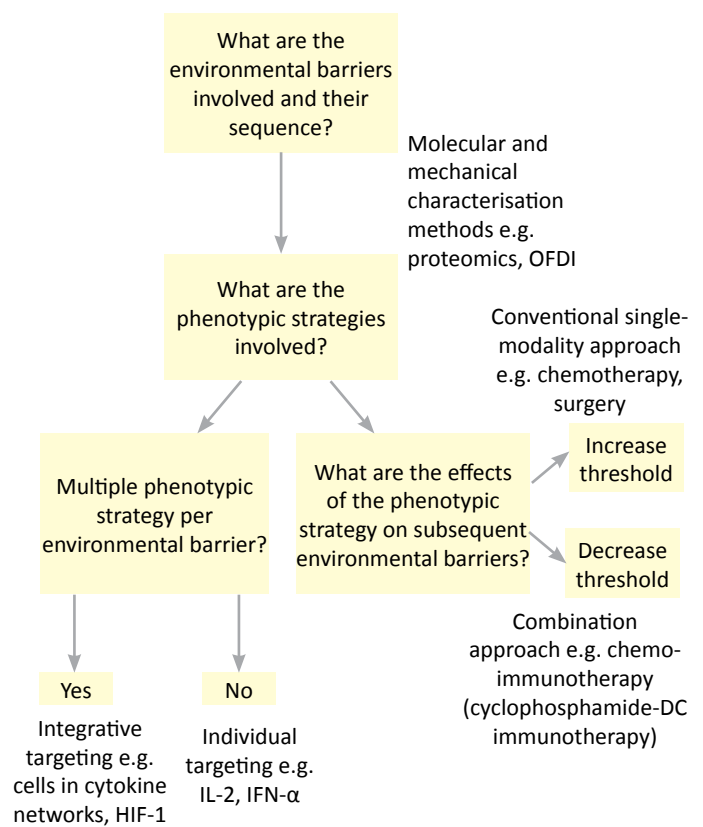 What are the
environmental barriers
involved and their
sequence?
Molecular and
mechanical
characterisation
methods e.g.
proteomics, OFDI
What are the
phenotypic strategies
involved?
Conventional single-
modality approach
e.g. chemotherapy,
surgery
Multiple phenotypic
strategy per
environmental barrier?
What are the effects
of the phenotypic
strategy on subsequent
environmental barriers?
Increase
threshold
Decrease
threshold
Combination
approach e.g. chemo-
immunotherapy
(cyclophosphamide-DC
immunotherapy)
Yes
Integrative
targeting e.g.
cells in cytokine
networks, HIF-1
No
Individual
targeting e.g.
IL-2, IFN-α